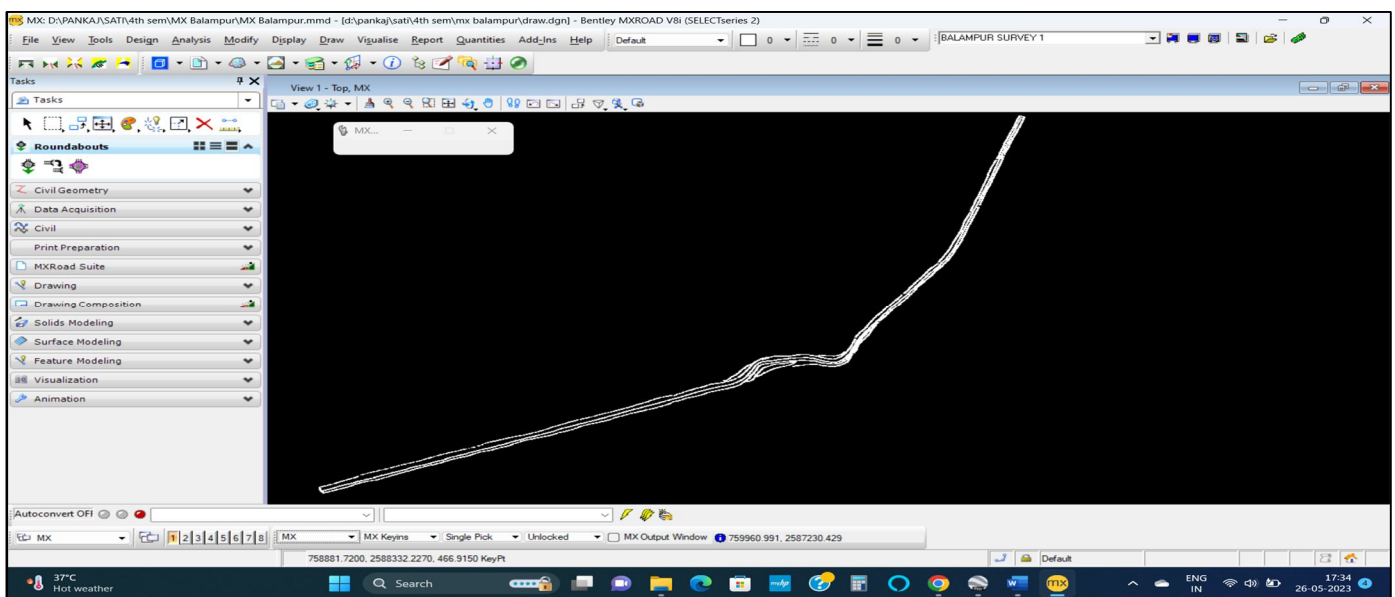 MX: D:\PANKAJ\SATI\4th sem\MX Balampur\MX Balampur.mmd - [d:\pankaj\sati\4th sem\mx balampur\draw.dgn] - Bentley MXROAD V8i (SELECTseries 2)
File View Tools Design Analysis Modify Display Draw Visualise Report Quantities Add-Ins Help Default 0 0 0 BALAMPUR SURVEY 1
Tasks
View 1 - Top, MX
Tasks
MX...
Roundabouts
Civil Geometry
Data Acquisition
Civil
Print Preparation
MXRoad Suite
Drawing
Drawing Composition
Solids Modeling
Surface Modeling
Feature Modeling
Visualization
Animation
Autoconvert OFF
MX 1 2 3 4 5 6 7 8 MX MX Keyins Single Pick Unlocked MX Output Window 759960.991, 2587230.429
758881.7200, 2588332.2270, 466.9150 KeyPt Default
37°C
Hot weather
Search
ENG
IN
17:34
26-05-2023
4